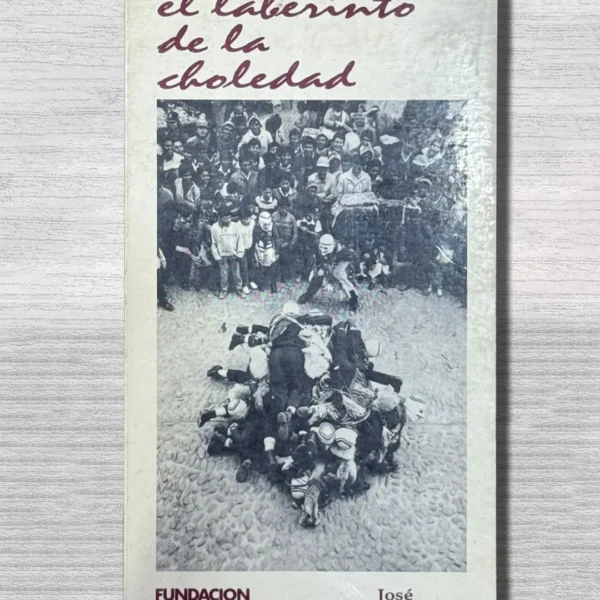 el laberinto
de la
choledad
FUNDACION
José